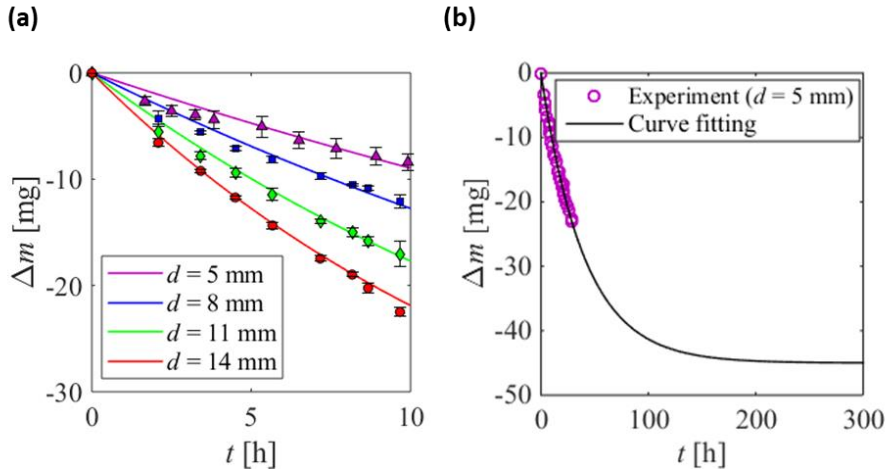 (a)
0
-10
-20
-30
Δm [mg]
d = 5 mm
d = 8 mm
d = 11 mm
d = 14 mm
0 5 10
t [h]
(b)
0
-10
-20
-30
-40
-50
Δm [mg]
Experiment (d = 5 mm)
Curve fitting
0 100 200 300
t [h]